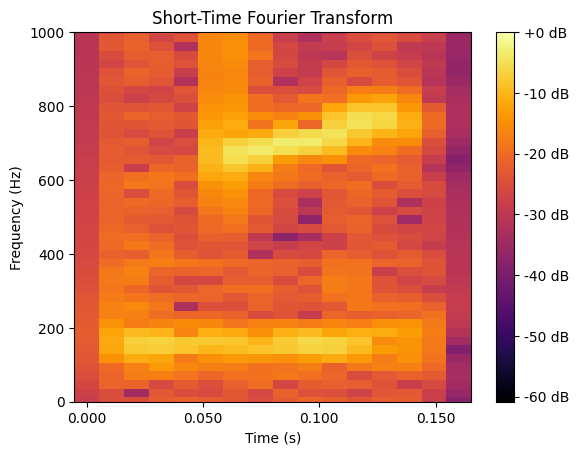 Short-Time Fourier Transform
Frequency (Hz)
1000
800
600
400
200
0
0.000
0.050
0.100
0.150
Time (s)
+0 dB
-10 dB
-20 dB
-30 dB
-40 dB
-50 dB
-60 dB